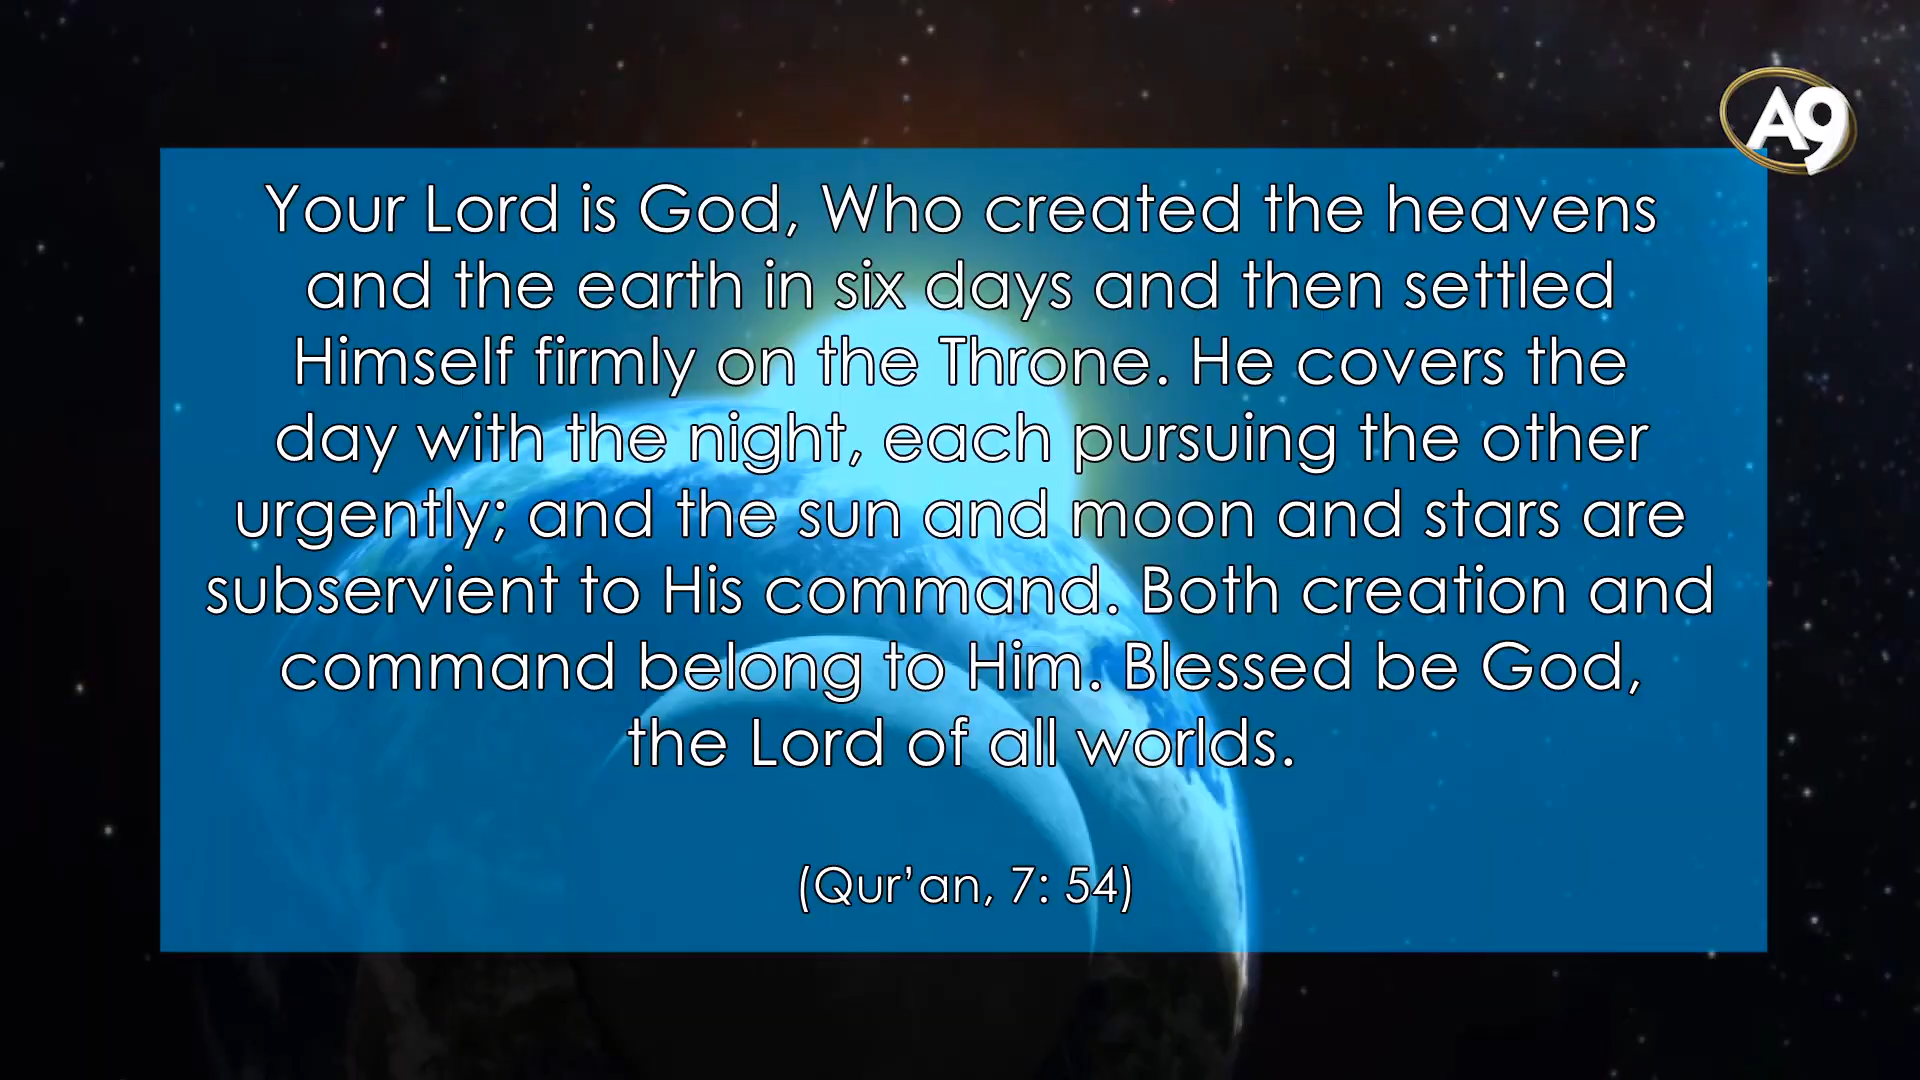 A9
Your Lord is God, Who created the heavens
and the earth in six days and then settled
Himself firmly on the Throne. He covers the
day with the night, each pursuing the other
urgently; and the sun and moon and stars are
subservient to His command. Both creation and
command belong to Him. Blessed be God,
the Lord of all worlds.
(Qur’an, 7: 54)